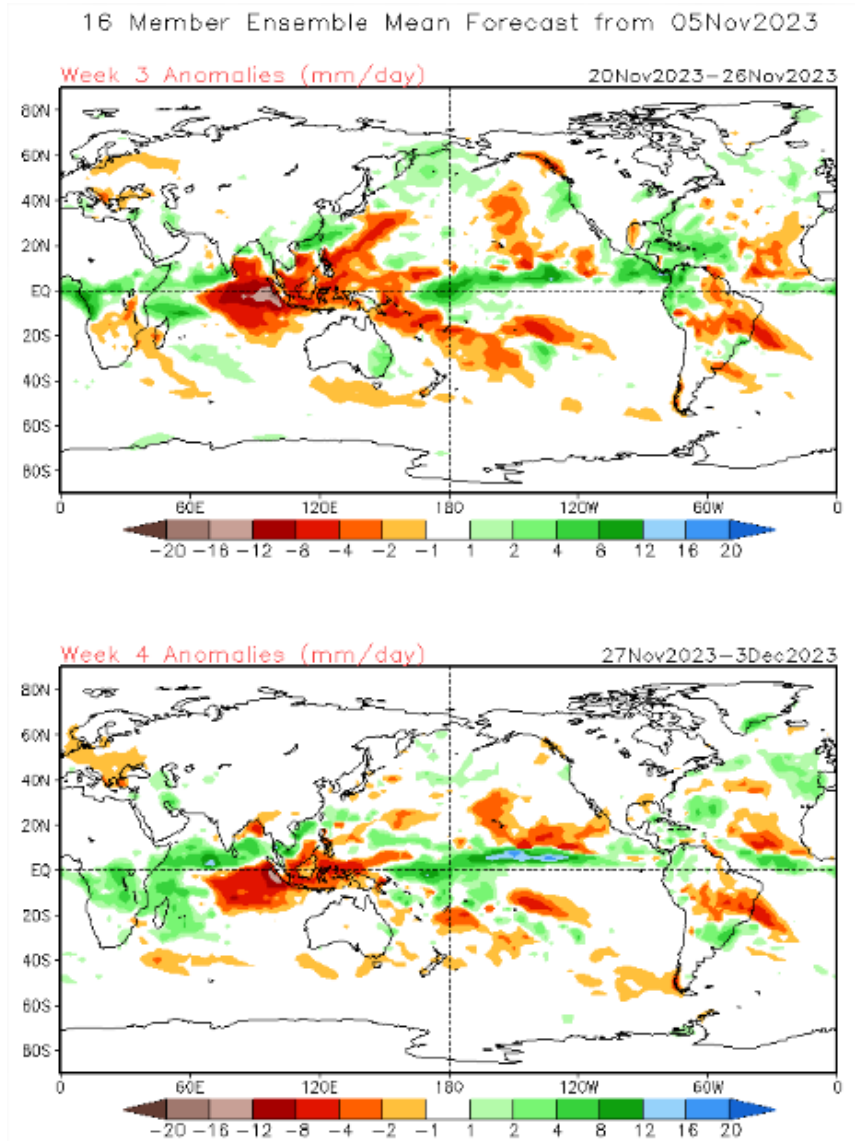 16 Member Ensemble Mean Forecast from 05Nov2023
Week 3 Anomalies (mm/day) 20Nov2023-26Nov2023
80N
60N
40N
20N
EQ
20S
40S
60S
80S
0 60E 120E 180 120W 60W 0
-20 -16 -12 -8 -4 -2 -1 1 2 4 8 12 16 20
Week 4 Anomalies (mm/day) 27Nov2023-3Dec2023
80N
60N
40N
20N
EQ
20S
40S
60S
80S
0 60E 120E 180 120W 60W 0
-20 -16 -12 -8 -4 -2 -1 1 2 4 8 12 16 20